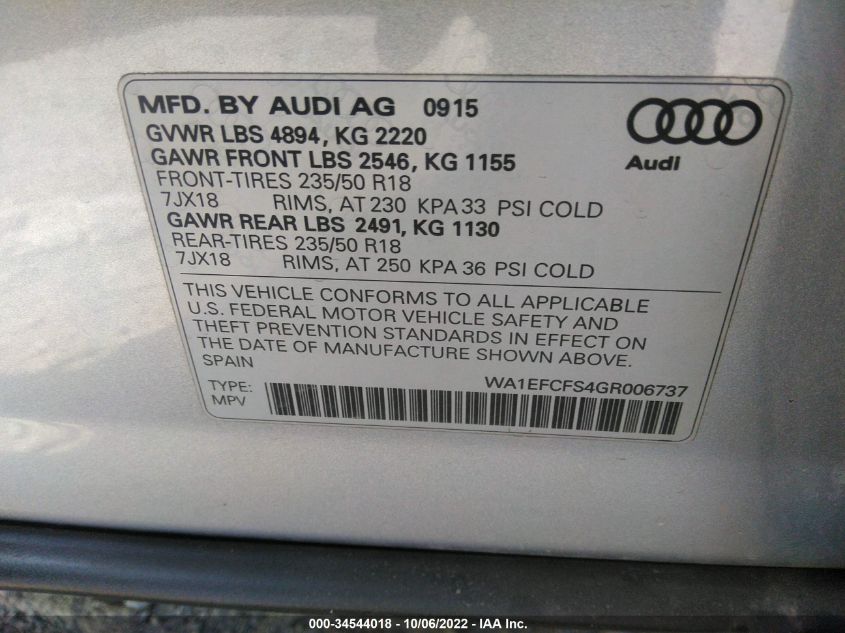 MFD. BY AUDI AG 0915
GVWR LBS 4894, KG 2220
GAWR FRONT LBS 2546, KG 1155
FRONT-TIRES 235/50 R18
7JX18 RIMS, AT 230 KPA 33 PSI COLD
GAWR REAR LBS 2491, KG 1130
REAR-TIRES 235/50 R18
7JX18 RIMS, AT 250 KPA 36 PSI COLD
Audi
THIS VEHICLE CONFORMS TO ALL APPLICABLE
U.S. FEDERAL MOTOR VEHICLE SAFETY AND
THEFT PREVENTION STANDARDS IN EFFECT ON
THE DATE OF MANUFACTURE SHOWN ABOVE.
SPAIN
WA1EFCFS4GR006737
TYPE:
MPV
000-34544018 - 10/06/2022 - IAA Inc.